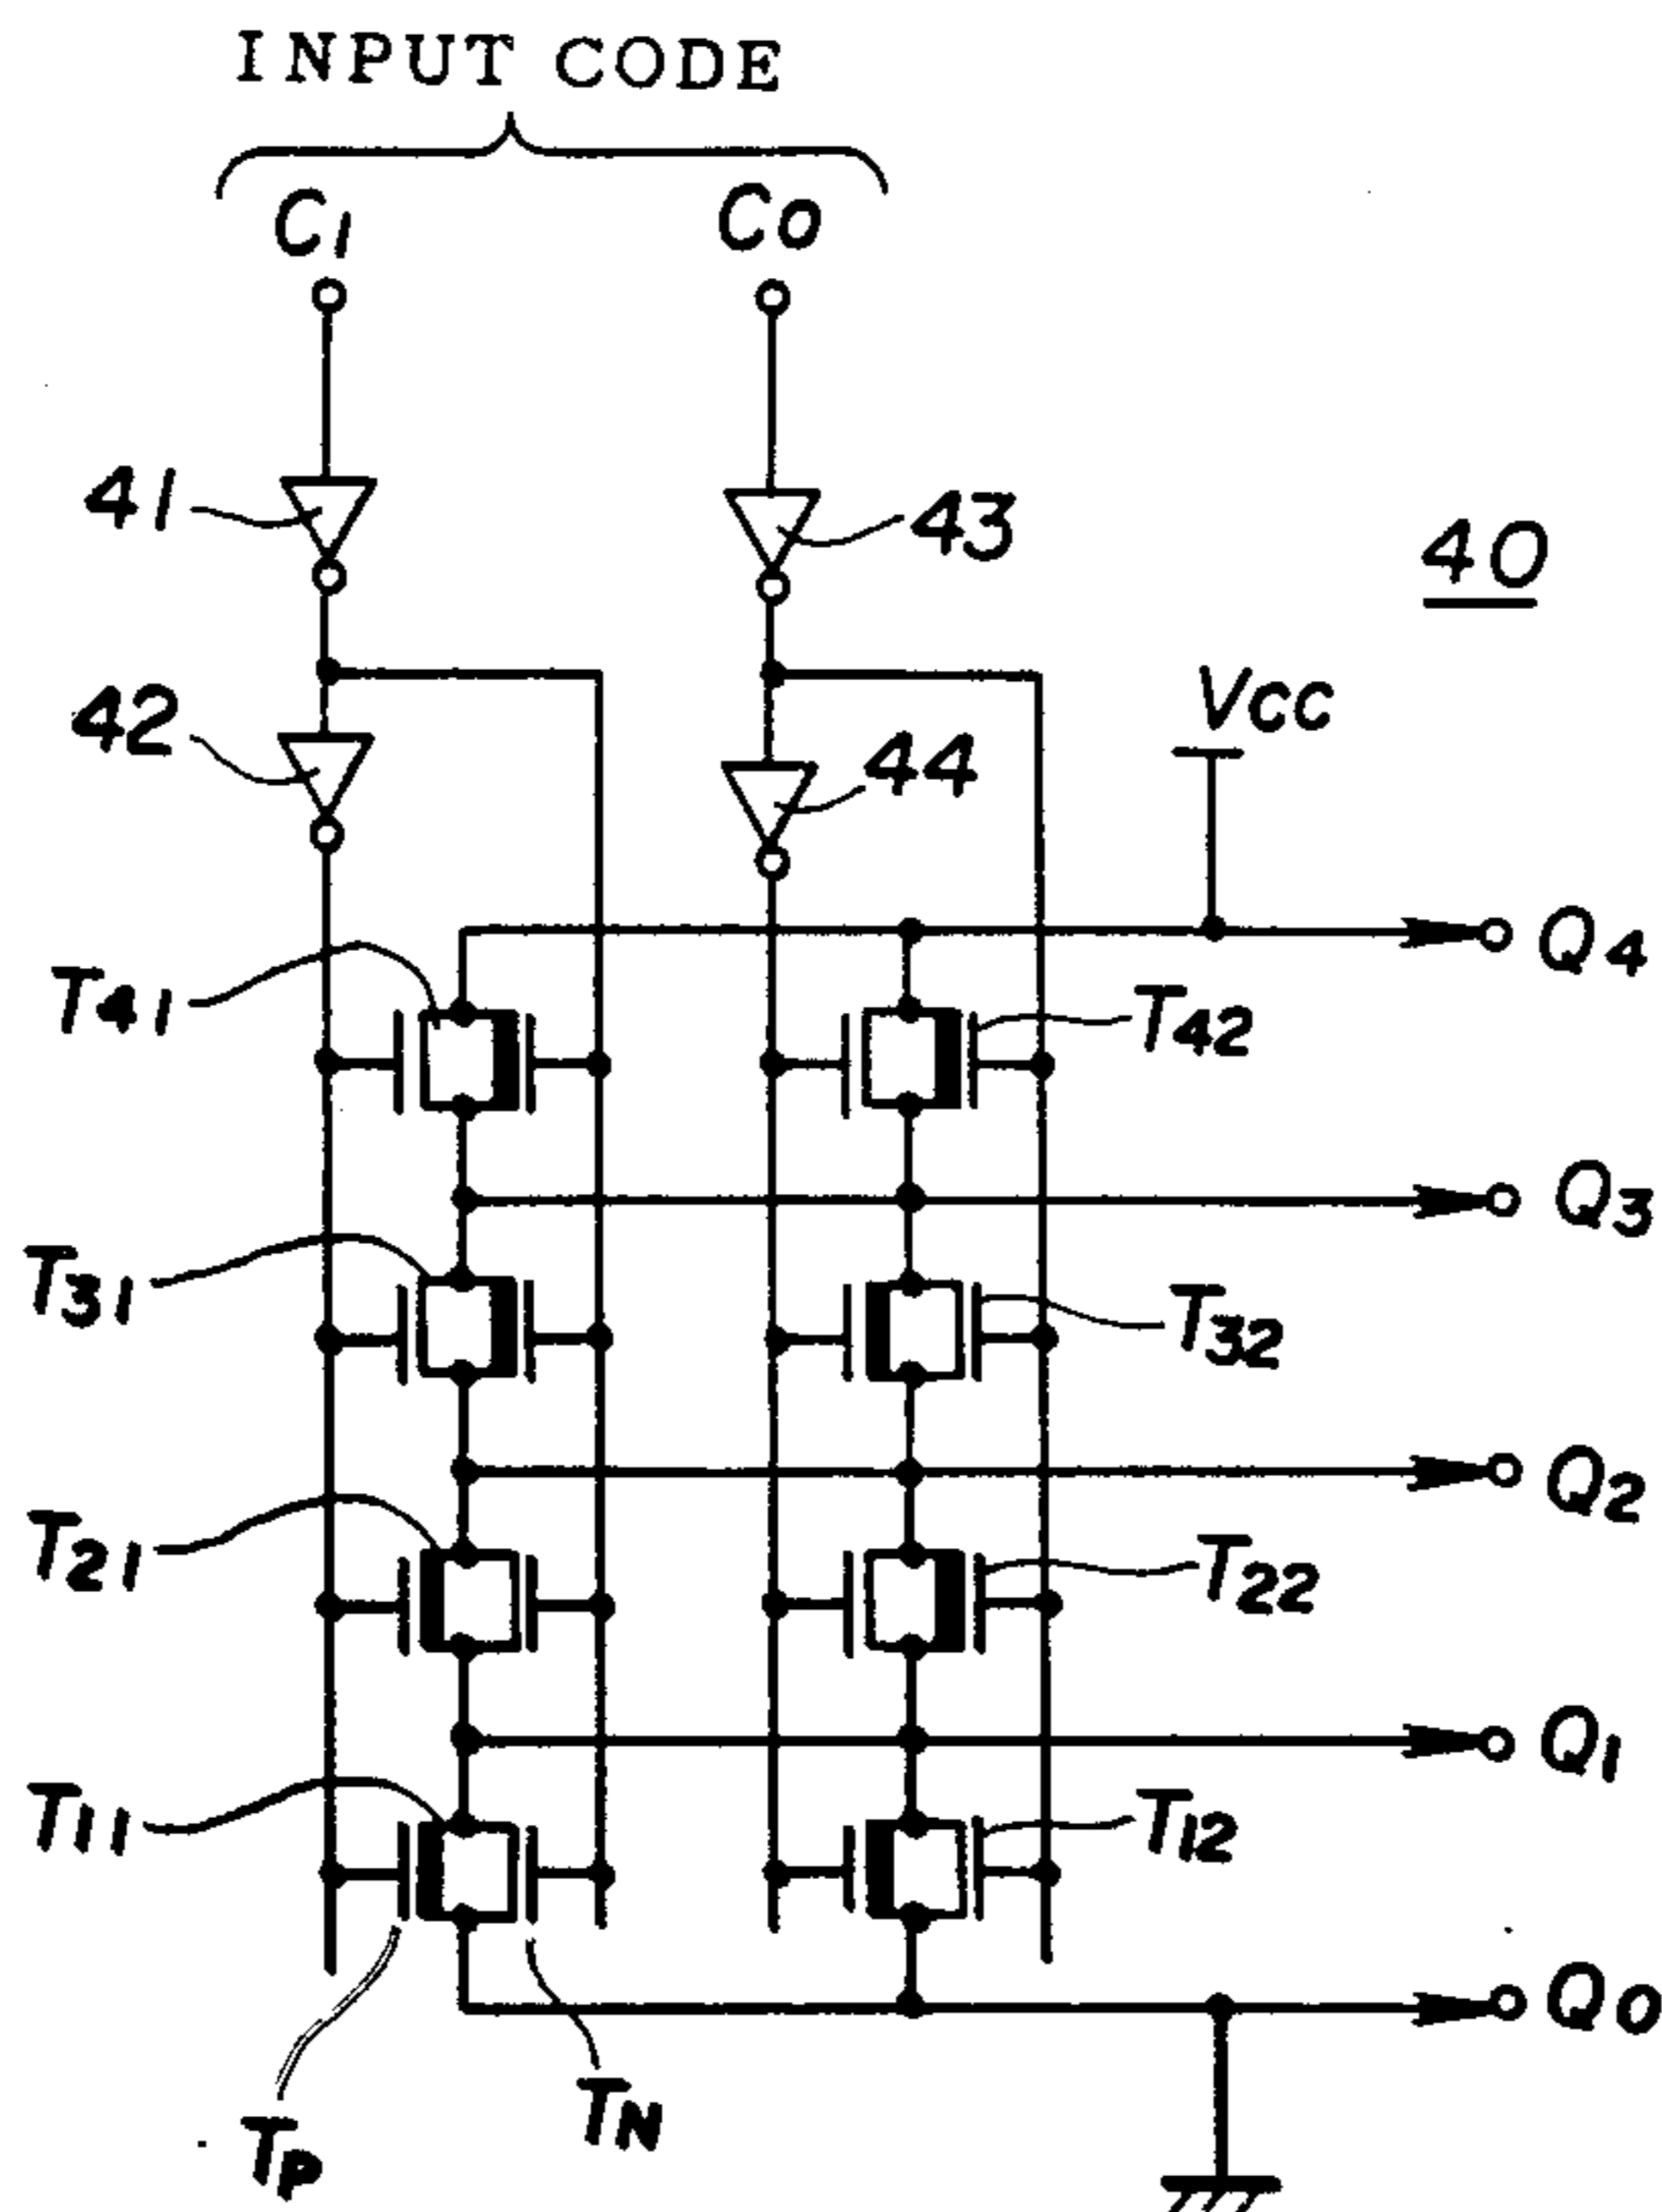 INPUT CODE
C1
C0
41
43
40
42
44
VCC
Q4
T41
T42
Q3
T31
T32
Q2
T21
T22
Q1
T11
T12
Q0
TP
TN